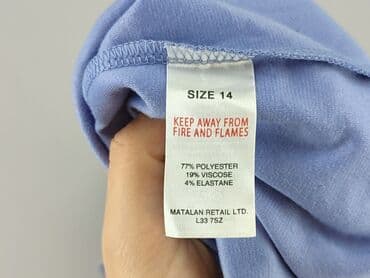 SIZE 14
KEEP AWAY FROM
FIRE AND FLAMES
77% POLYESTER
19% VISCOSE
4% ELASTANE
MATALAN RETAIL LTD.
L33 7SZ